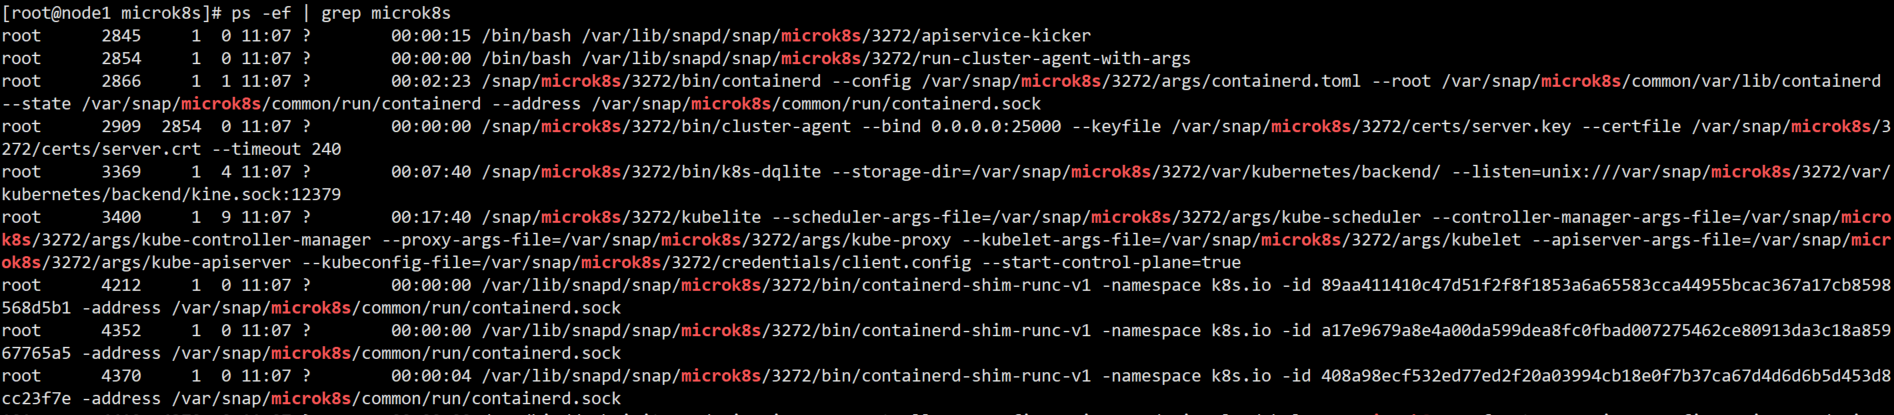 [root@node1 microk8s]# ps -ef | grep microk8s
root      2845     1  0 11:07 ?        00:00:15 /bin/bash /var/lib/snapd/snap/microk8s/3272/apiservice-kicker
root      2854     1  0 11:07 ?        00:00:00 /bin/bash /var/lib/snapd/snap/microk8s/3272/run-cluster-agent-with-args
root      2866     1  1 11:07 ?        00:02:23 /snap/microk8s/3272/bin/containerd --config /var/snap/microk8s/3272/args/containerd.toml --root /var/snap/microk8s/common/var/lib/containerd
--state /var/snap/microk8s/common/run/containerd --address /var/snap/microk8s/common/run/containerd.sock
root      2909  2854  0 11:07 ?        00:00:00 /snap/microk8s/3272/bin/cluster-agent --bind 0.0.0.0:25000 --keyfile /var/snap/microk8s/3272/certs/server.key --certfile /var/snap/microk8s/3
272/certs/server.crt --timeout 240
root      3369     1  4 11:07 ?        00:07:40 /snap/microk8s/3272/bin/k8s-dqlite --storage-dir=/var/snap/microk8s/3272/var/kubernetes/backend/ --listen=unix:///var/snap/microk8s/3272/var/
kubernetes/backend/kine.sock:12379
root      3400     1  9 11:07 ?        00:17:40 /snap/microk8s/3272/kubelite --scheduler-args-file=/var/snap/microk8s/3272/args/kube-scheduler --controller-manager-args-file=/var/snap/micro
k8s/3272/args/kube-controller-manager --proxy-args-file=/var/snap/microk8s/3272/args/kube-proxy --kubelet-args-file=/var/snap/microk8s/3272/args/kubelet --apiserver-args-file=/var/snap/micr
ok8s/3272/args/kube-apiserver --kubeconfig-file=/var/snap/microk8s/3272/credentials/client.config --start-control-plane=true
root      4212     1  0 11:07 ?        00:00:00 /var/lib/snapd/snap/microk8s/3272/bin/containerd-shim-runc-v1 -namespace k8s.io -id 89aa411410c47d51f2f8f1853a6a65583cca44955bcac367a17cb8598
568d5b1 -address /var/snap/microk8s/common/run/containerd.sock
root      4352     1  0 11:07 ?        00:00:00 /var/lib/snapd/snap/microk8s/3272/bin/containerd-shim-runc-v1 -namespace k8s.io -id a17e9679a8e4a00da599dea8fc0fbad007275462ce80913da3c18a859
67765a5 -address /var/snap/microk8s/common/run/containerd.sock
root      4370     1  0 11:07 ?        00:00:04 /var/lib/snapd/snap/microk8s/3272/bin/containerd-shim-runc-v1 -namespace k8s.io -id 408a98ecf532ed77ed2f20a03994cb18e0f7b37ca67d4d6d6b5d453d8
cc23f7e -address /var/snap/microk8s/common/run/containerd.sock